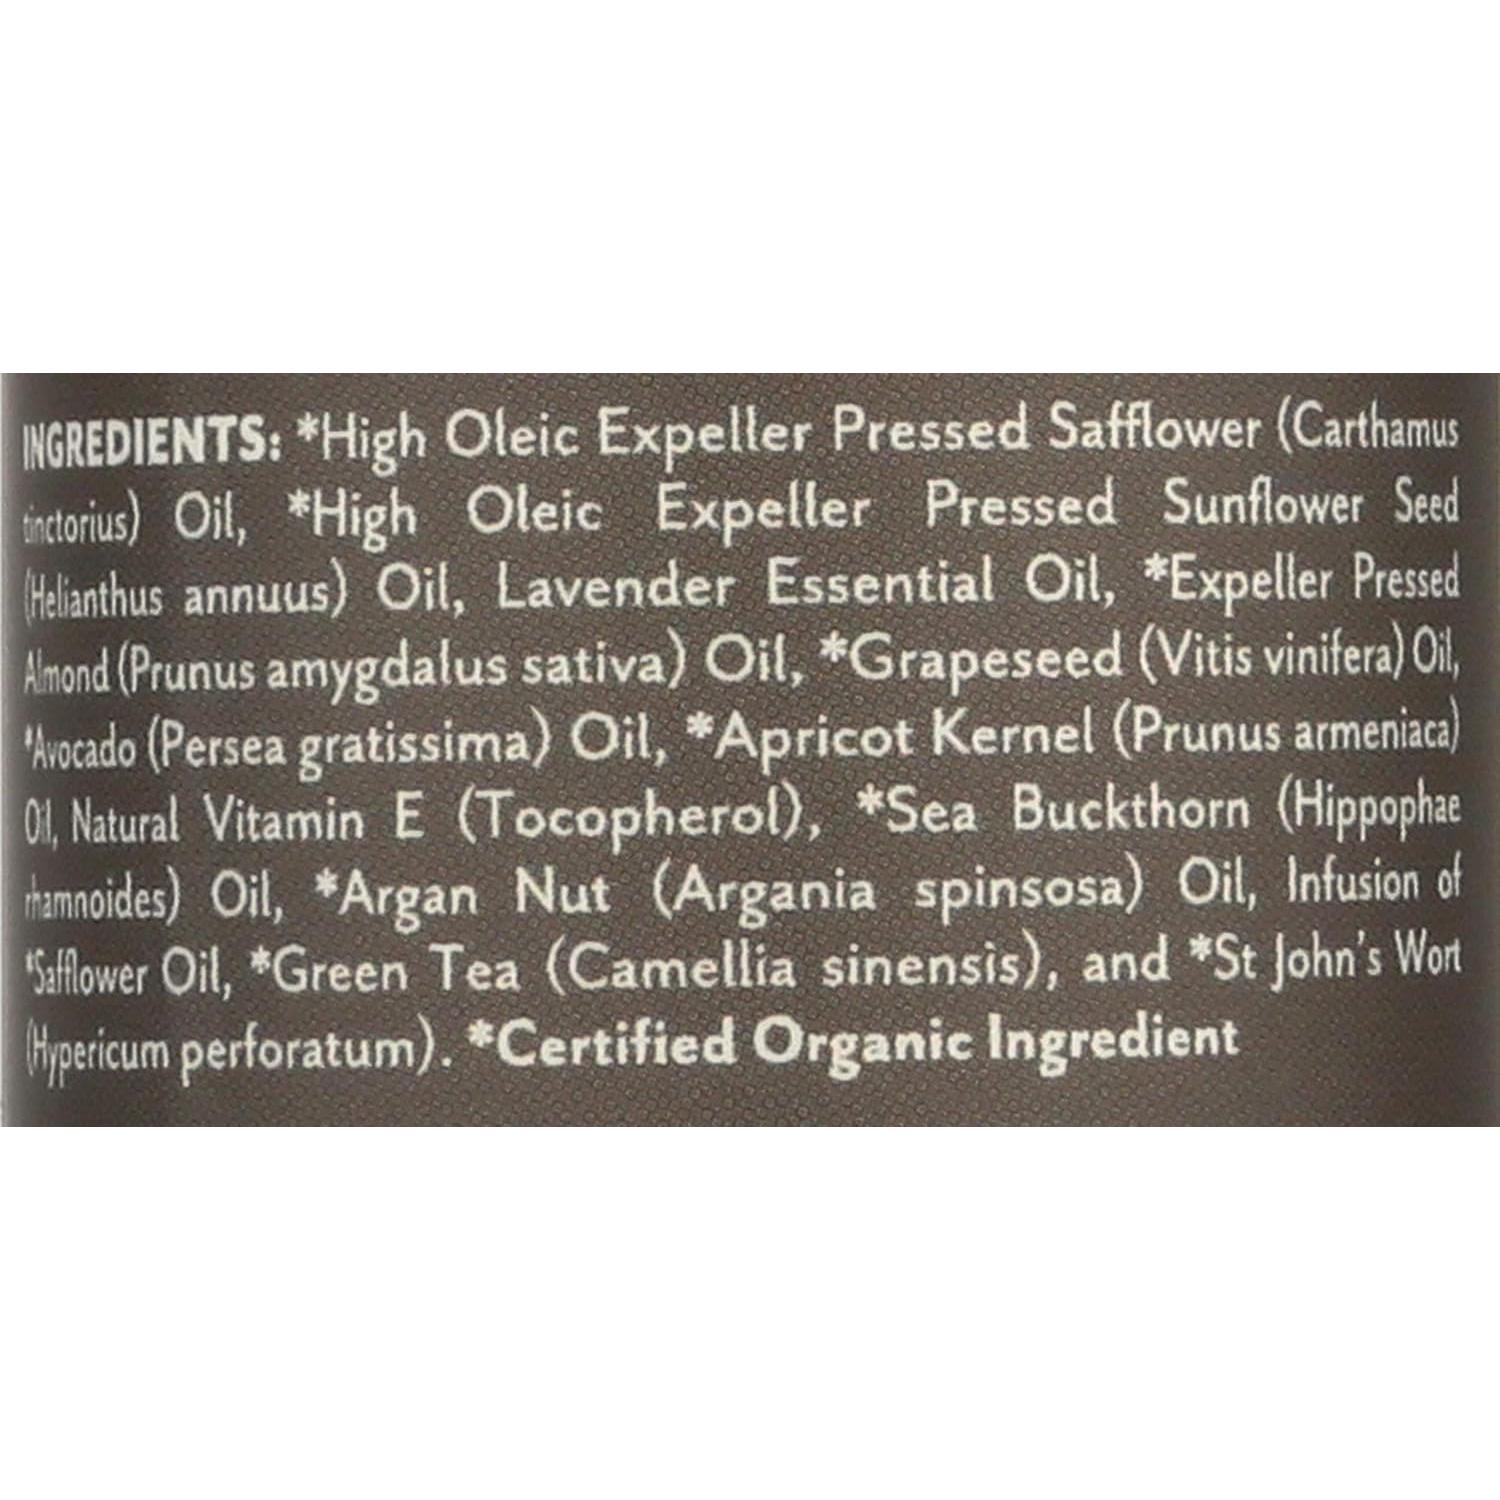 INGREDIENTS: *High Oleic Expeller Pressed Safflower (Carthamus
tinctorius) Oil, *High Oleic Expeller Pressed Sunflower Seed
(Helianthus annuus) Oil, Lavender Essential Oil, *Expeller Pressed
Almond (Prunus amygdalus sativa) Oil, *Grapeseed (Vitis vinifera) Oil,
*Avocado (Persea gratissima) Oil, *Apricot Kernel (Prunus armeniaca)
Oil, Natural Vitamin E (Tocopherol), *Sea Buckthorn (Hippophae
rhamnoides) Oil, *Argan Nut (Argania spinsosa) Oil, Infusion of
*Safflower Oil, *Green Tea (Camellia sinensis), and *St John's Wort
(Hypericum perforatum). *Certified Organic Ingredient